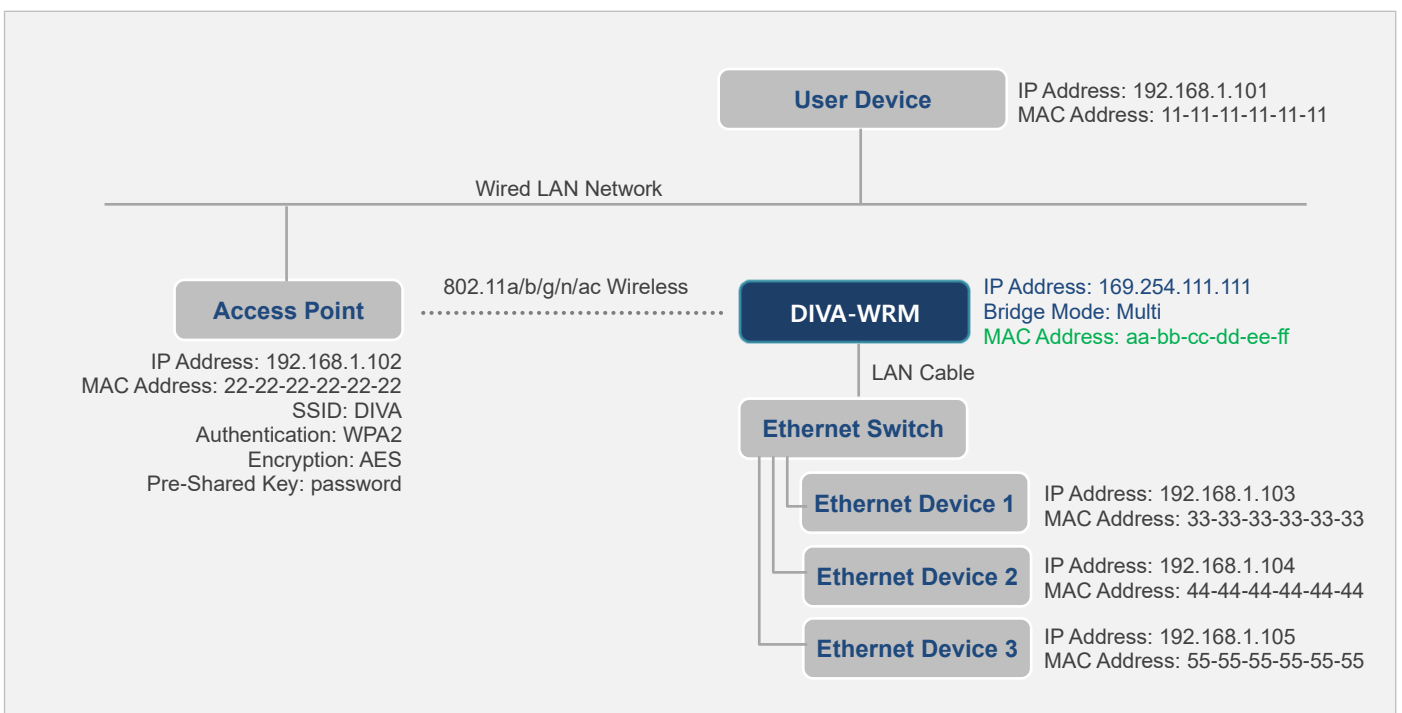 User Device
IP Address: 192.168.1.101
MAC Address: 11-11-11-11-11-11
Wired LAN Network
Access Point
802.11a/b/g/n/ac Wireless
DIVA-WRM
IP Address: 169.254.111.111
Bridge Mode: Multi
MAC Address: aa-bb-cc-dd-ee-ff
IP Address: 192.168.1.102
MAC Address: 22-22-22-22-22-22
SSID: DIVA
Authentication: WPA2
Encryption: AES
Pre-Shared Key: password
LAN Cable
Ethernet Switch
Ethernet Device 1
IP Address: 192.168.1.103
MAC Address: 33-33-33-33-33-33
Ethernet Device 2
IP Address: 192.168.1.104
MAC Address: 44-44-44-44-44-44
Ethernet Device 3
IP Address: 192.168.1.105
MAC Address: 55-55-55-55-55-55